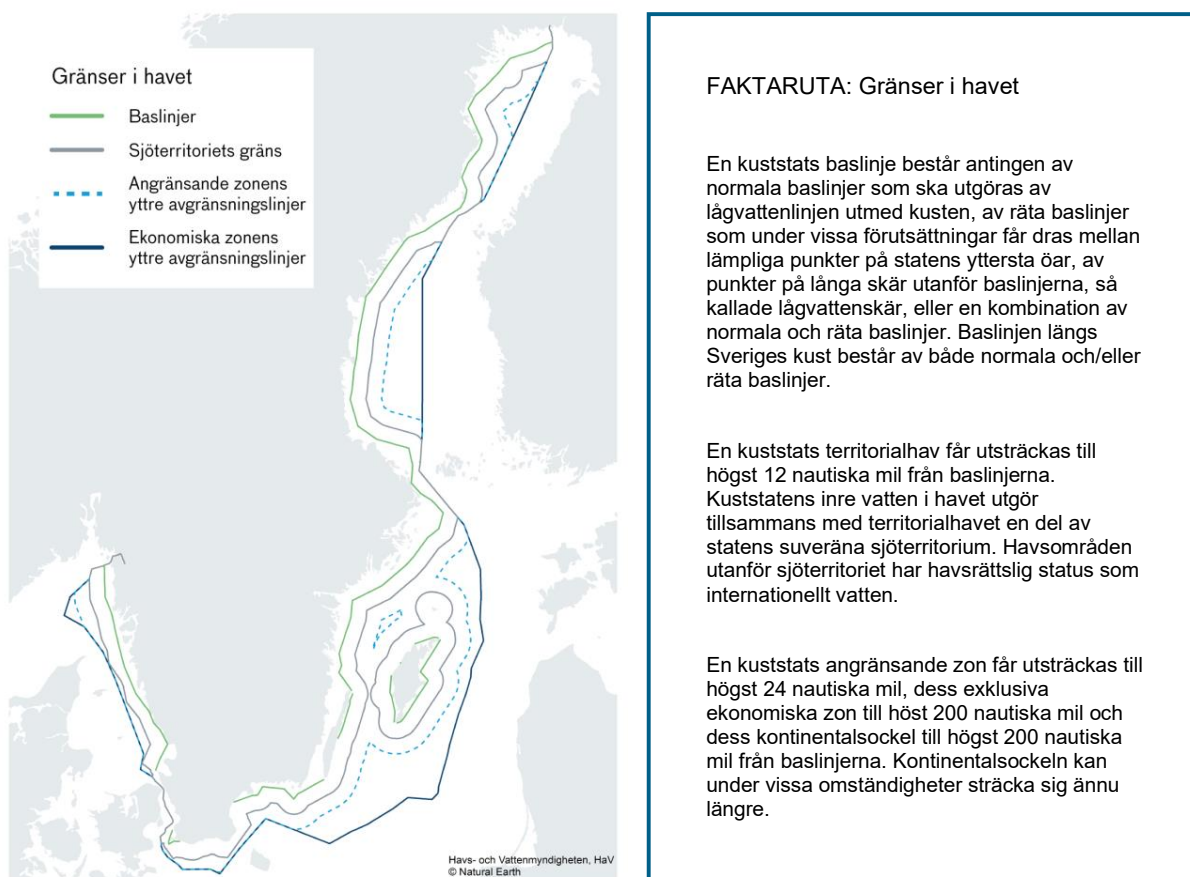 Gränser i havet
Baslinjer
Sjöterritoriets gräns
Angränsande zonens
yttre avgränsningslinjer
Ekonomiska zonens
yttre avgränsningslinjer
Havs- och Vattenmyndigheten, HaV
© Natural Earth
FAKTARUTA: Gränser i havet
En kuststats baslinje består antingen av
normala baslinjer som ska utgöras av
lågvattenlinjen utmed kusten, av räta baslinjer
som under vissa förutsättningar får dras mellan
lämpliga punkter på statens yttersta öar, av
punkter på långa skär utanför baslinjerna, så
kallade lågvattenskär, eller en kombination av
normala och räta baslinjer. Baslinjen längs
Sveriges kust består av både normala och/eller
räta baslinjer.
En kuststats territorialhav får utsträckas till
högst 12 nautiska mil från baslinjerna.
Kuststatens inre vatten i havet utgör
tillsammans med territorialhavet en del av
statens suveräna sjöterritorium. Havsområden
utanför sjöterritoriet har havsrättslig status som
internationellt vatten.
En kuststats angränsande zon får utsträckas till
högst 24 nautiska mil, dess exklusiva
ekonomiska zon till höst 200 nautiska mil och
dess kontinentalsockel till högst 200 nautiska
mil från baslinjerna. Kontinentalsockeln kan
under vissa omständigheter sträcka sig ännu
längre.